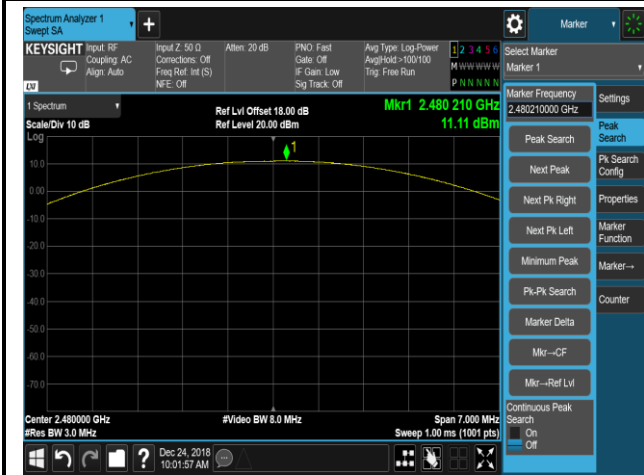 Spectrum Analyzer 1
Swept SA
+
Marker
KEYSIGHT
Input: RF
Coupling: AC
Align: Auto
Input Z: 50 Ω
Corrections: Off
Freq Ref: Int (S)
NFE: Off
Atten: 20 dB
PNO: Fast
Gate: Off
IF Gain: Low
Sig Track: Off
Avg Type: Log-Power
Avg|Hold:>100/100
Trig: Free Run
1 2 3 4 5 6
M W W W W W
P N N N N N
LXI
Select Marker
Marker 1
1 Spectrum
Scale/Div 10 dB
Ref Lvl Offset 18.00 dB
Ref Level 20.00 dBm
Mkr1 2.480 210 GHz
11.11 dBm
Log
1
10.0
0.00
-10.0
-20.0
-30.0
-40.0
-50.0
-60.0
-70.0
Center 2.480000 GHz
#Res BW 3.0 MHz
#Video BW 8.0 MHz
Span 7.000 MHz
Sweep 1.00 ms (1001 pts)
Marker Frequency
2.480210000 GHz
Peak Search
Next Peak
Next Pk Right
Next Pk Left
Minimum Peak
Pk-Pk Search
Marker Delta
Mkr→CF
Mkr→Ref Lvl
Continuous Peak
Search
On
Off
Settings
Peak
Search
Pk Search
Config
Properties
Marker
Function
Marker→
Counter
?
Dec 24, 2018
10:01:57 AM